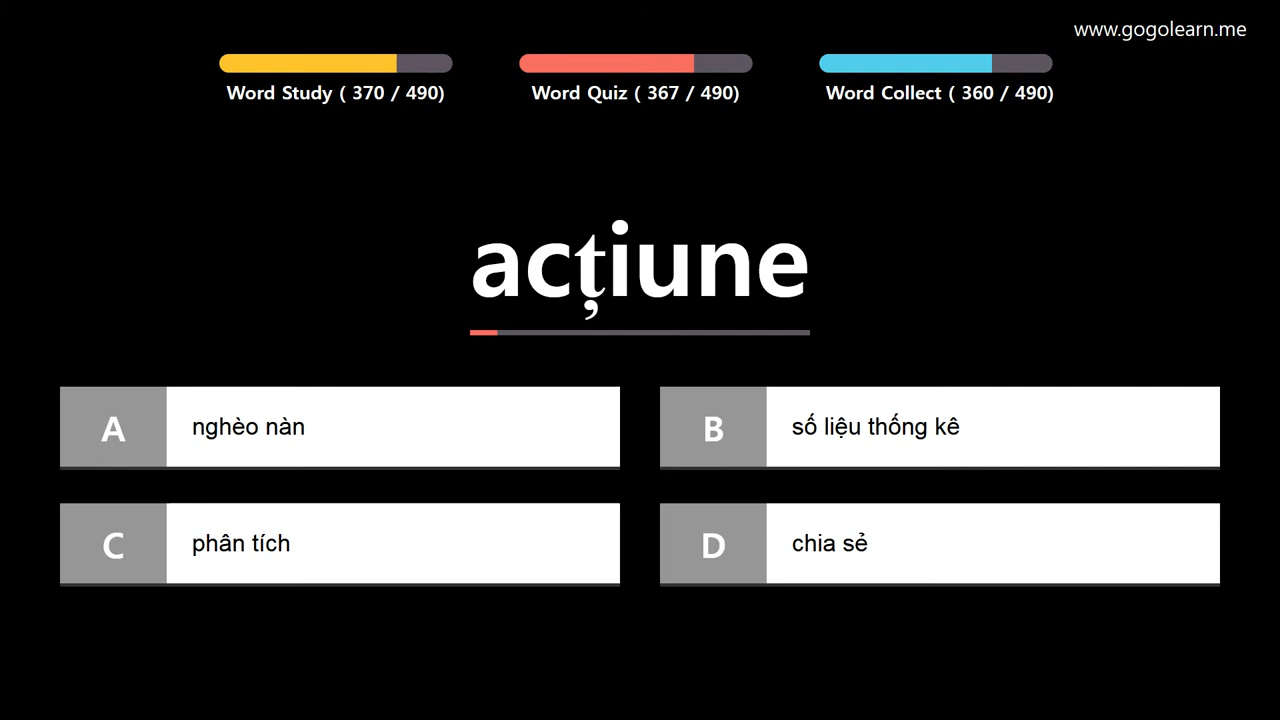 www.gogolearn.me
Word Study ( 370 / 490)
Word Quiz ( 367 / 490)
Word Collect ( 360 / 490)
acțiune
A nghèo nàn
B số liệu thống kê
C phân tích
D chia sẻ